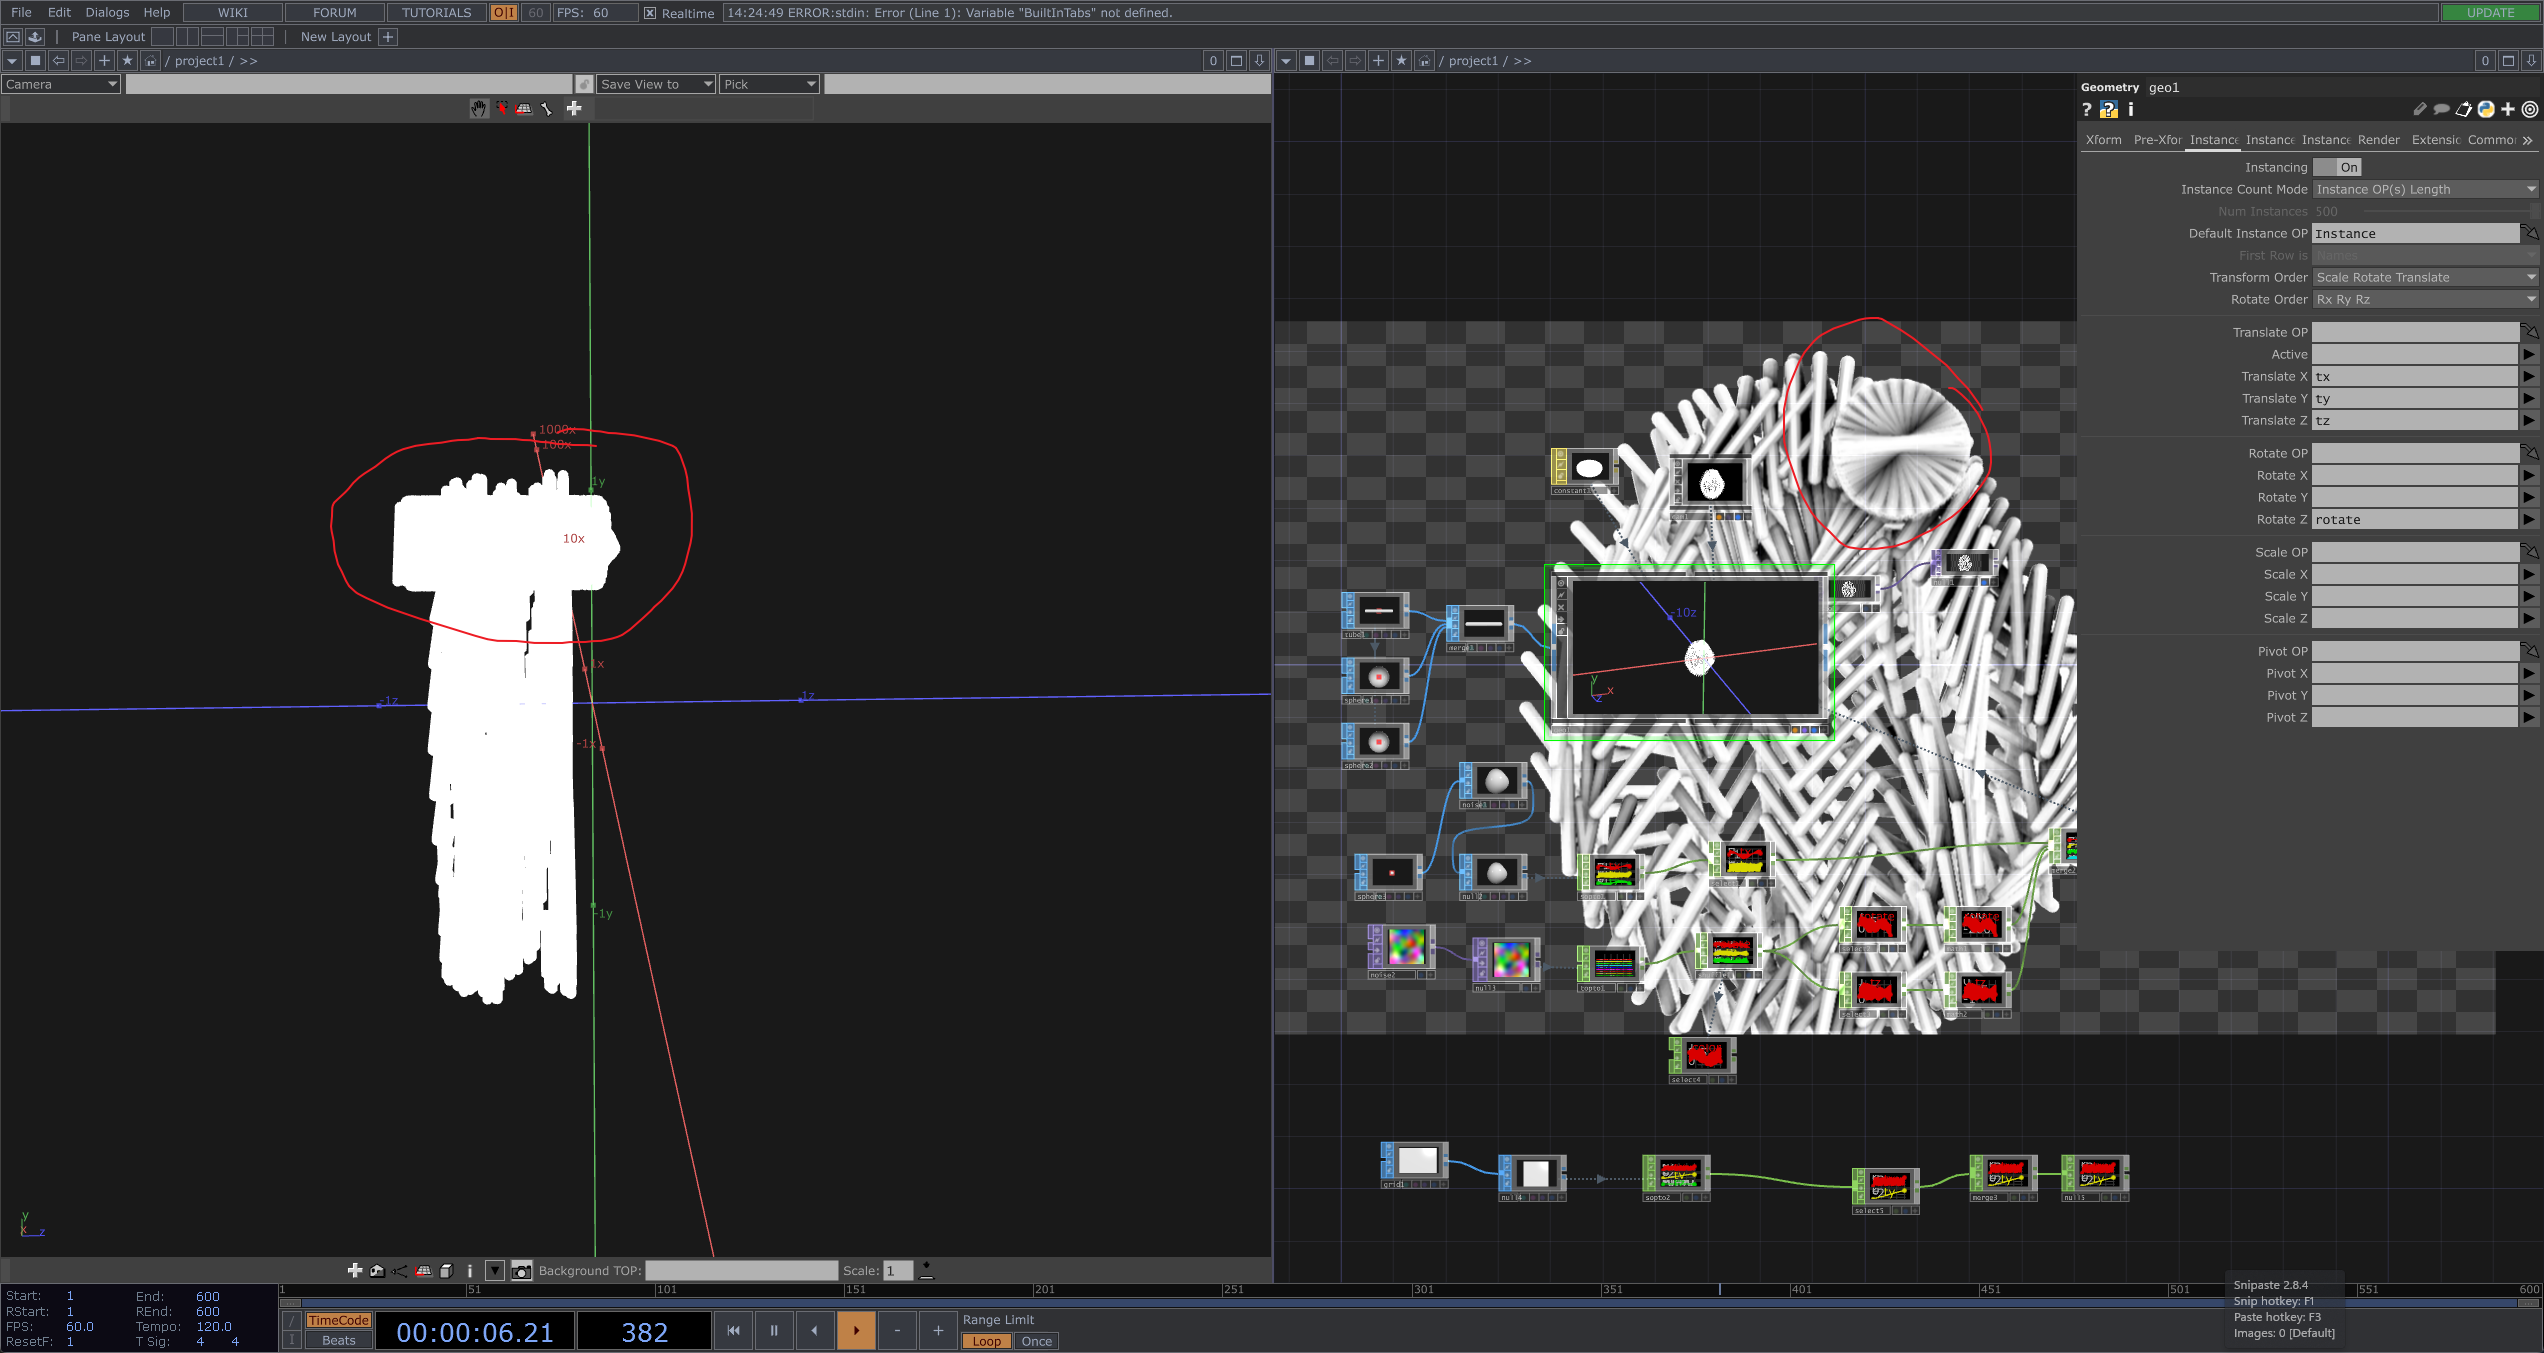 File Edit Dialogs Help WIKI FORUM TUTORIALS O|I 60 FPS: 60 Realtime 14:24:49 ERROR:stdin: Error (Line 1): Variable "BuiltInTabs" not defined. UPDATE
Pane Layout New Layout
/ project1 / >> 0
/ project1 / >> 0
Camera Save View to Pick
1000x
100x
1y
10x
1x
-1z
1z
-1x
-1y
y
x
z
Background TOP: Scale: 1
Geometry geo1
? ? i
Xform Pre-Xfor Instance Instance Instance Render Extensio Common
Instancing On
Instance Count Mode Instance OP(s) Length
Num Instances 500
Default Instance OP Instance
First Row is Names
Transform Order Scale Rotate Translate
Rotate Order Rx Ry Rz
Translate OP
Active
Translate X tx
Translate Y ty
Translate Z tz
Rotate OP
Rotate X
Rotate Y
Rotate Z rotate
Scale OP
Scale X
Scale Y
Scale Z
Pivot OP
Pivot X
Pivot Y
Pivot Z
tube1
merge1
sphere1
sphere2
-10z
y
x
z
noise1
sphere3
null2
noise2
null3
topto1
select4
grid1
null4
sopto2
select5
merge3
null5
1 51 101 151 201 251 301 351 401 451 501 551 600
Start: 1 End: 600
RStart: 1 REnd: 600
FPS: 60.0 Tempo: 120.0
ResetF: 1 T Sig: 4 4
TimeCode
Beats
00:00:06.21
382
Range Limit
Loop Once
Snipaste 2.8.4
Snip hotkey: F1
Paste hotkey: F3
Images: 0 [Default]